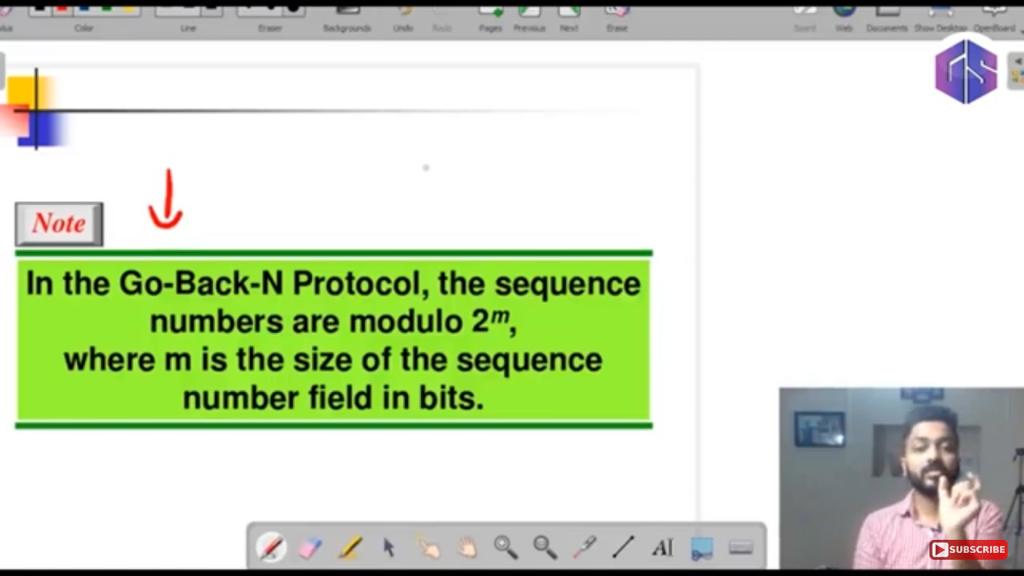 Color
Line
Eraser
Backgrounds
Undo
Redo
Pages
Previous
Next
Erase
Board
Web
Documents
Show Desktop
OpenBoard
Note
In the Go-Back-N Protocol, the sequence
numbers are modulo 2ᵐ,
where m is the size of the sequence
number field in bits.
AI
SUBSCRIBE